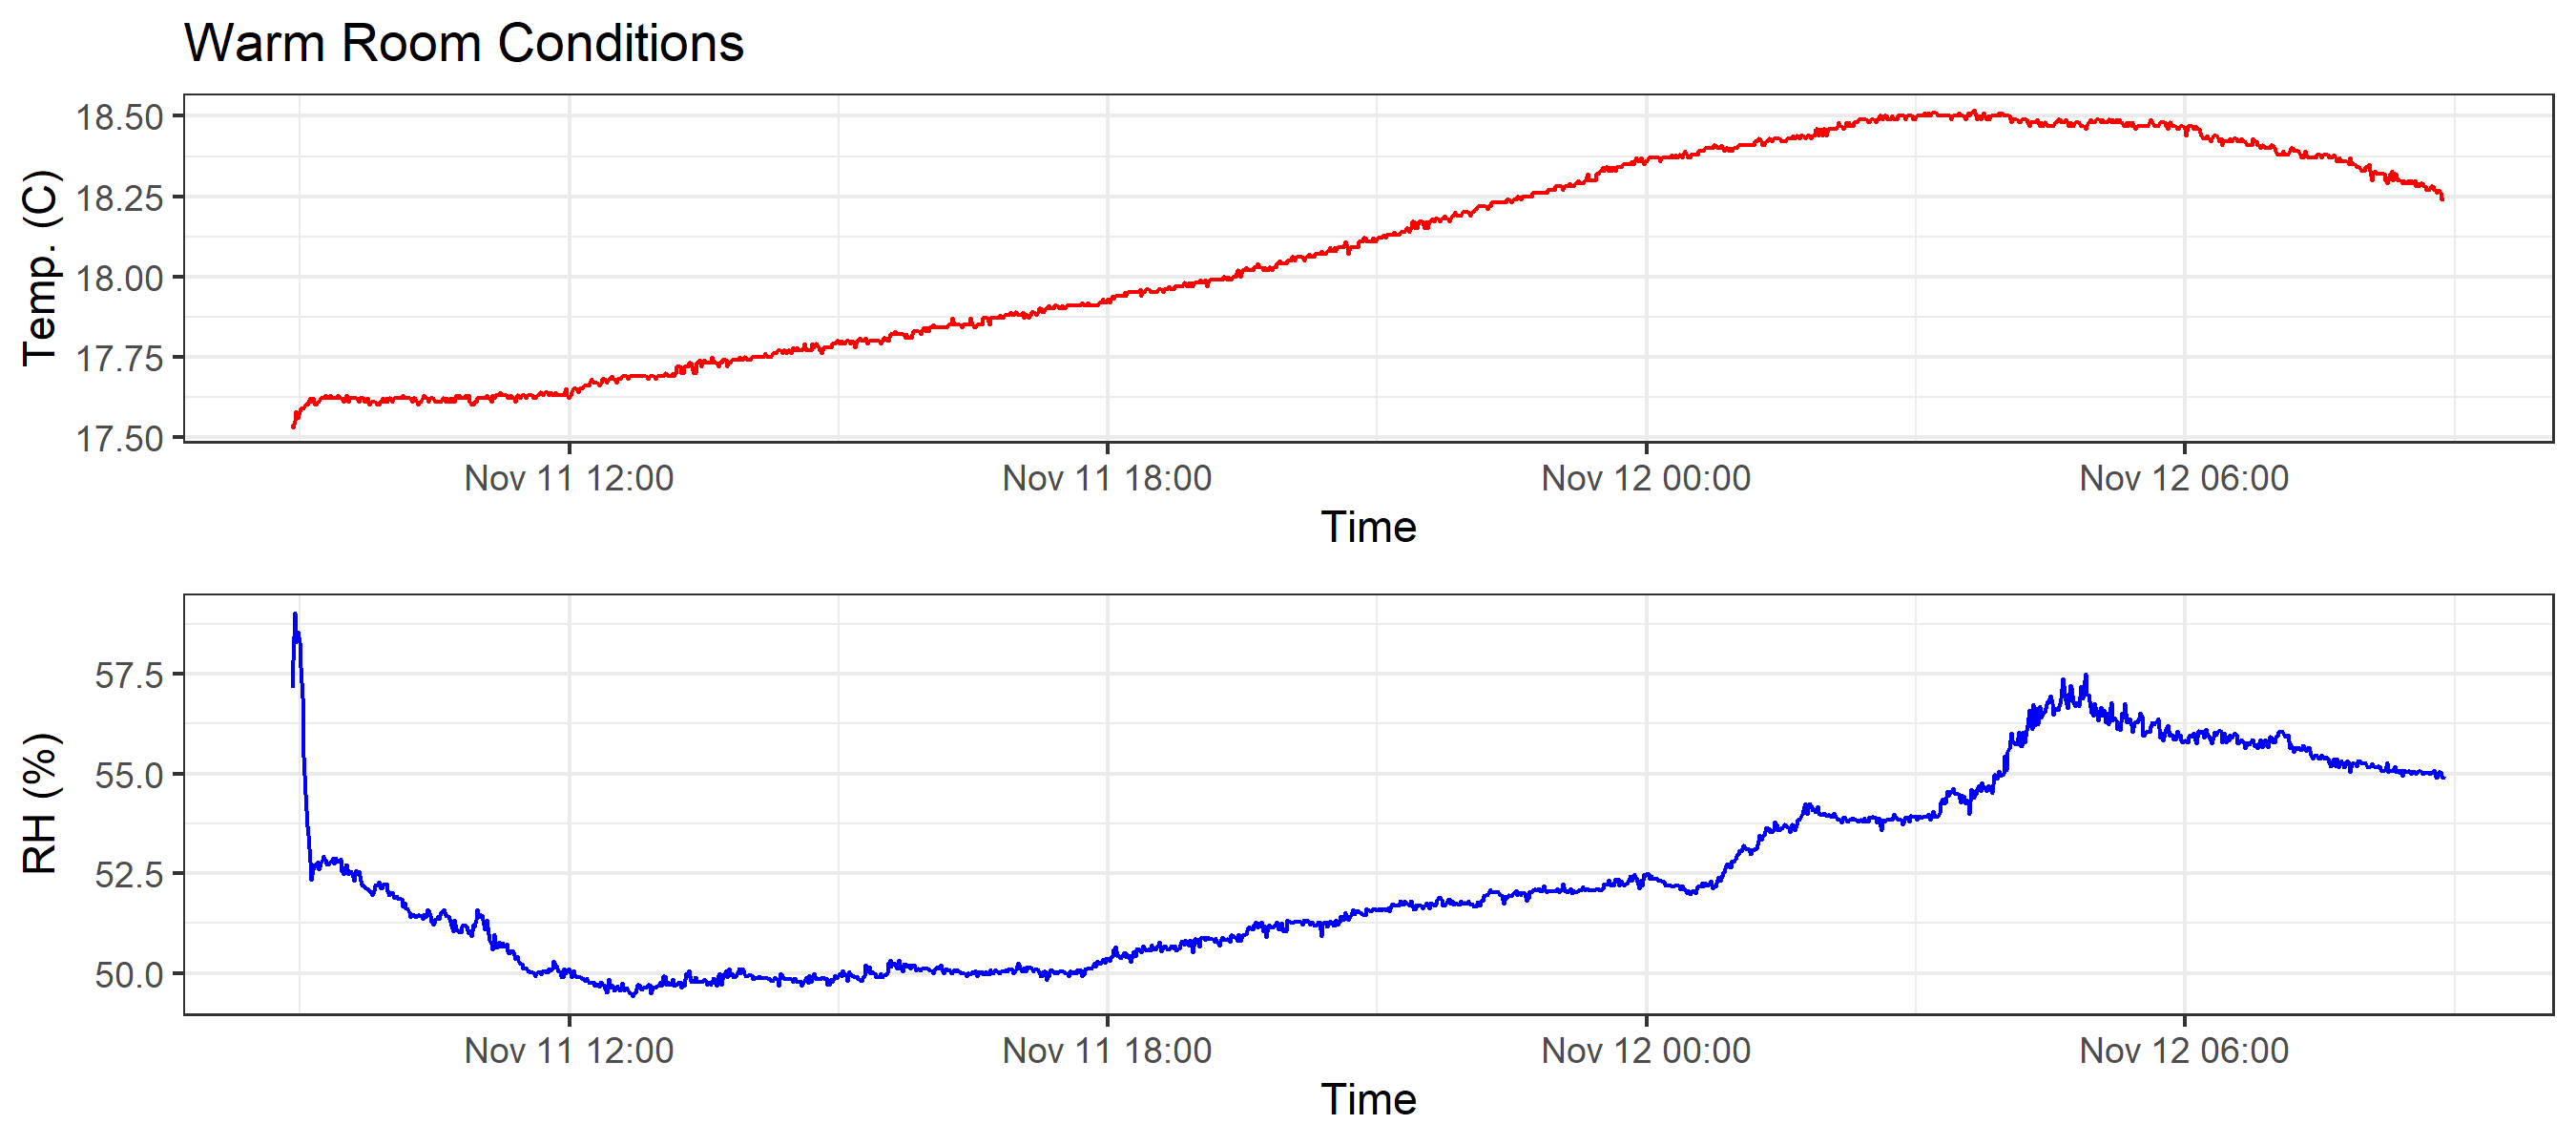 Warm Room Conditions
Temp. (C)
18.50
18.25
18.00
17.75
17.50
Nov 11 12:00 Nov 11 18:00 Nov 12 00:00 Nov 12 06:00
Time
RH (%)
57.5
55.0
52.5
50.0
Nov 11 12:00 Nov 11 18:00 Nov 12 00:00 Nov 12 06:00
Time